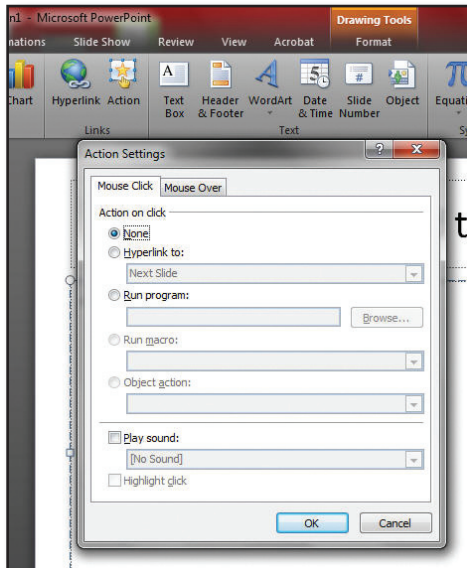 n1 - Microsoft PowerPoint
Drawing Tools
nations Slide Show Review View Acrobat Format
Chart Hyperlink Action Text Box Header & Footer WordArt Date & Time Slide Number Object Equati
Links Text S
Action Settings
Mouse Click Mouse Over
Action on click
None
Hyperlink to:
Next Slide
Run program:
Browse...
Run macro:
Object action:
Play sound:
[No Sound]
Highlight click
OK Cancel
t